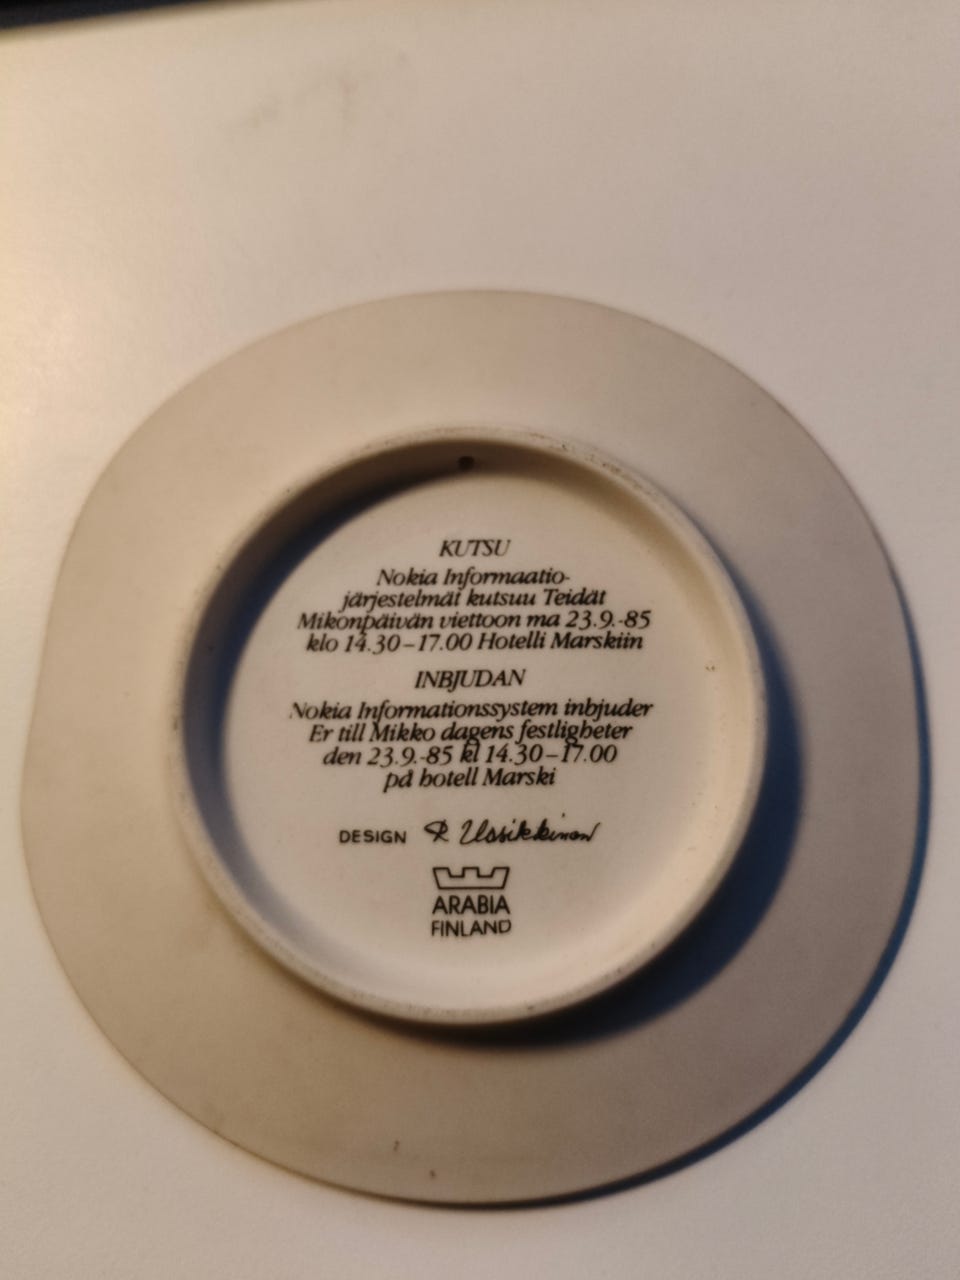 KUTSU
Nokia Informaatio-
järjestelmät kutsuu Teidät
Mikonpäivän viettoon ma 23.9.-85
klo 14.30–17.00 Hotelli Marskiin
INBJUDAN
Nokia Informationssystem inbjuder
Er till Mikko dagens festligheter
den 23.9.-85 kl 14.30–17.00
på hotell Marski
DESIGN R Uosikkinen
ARABIA
FINLAND